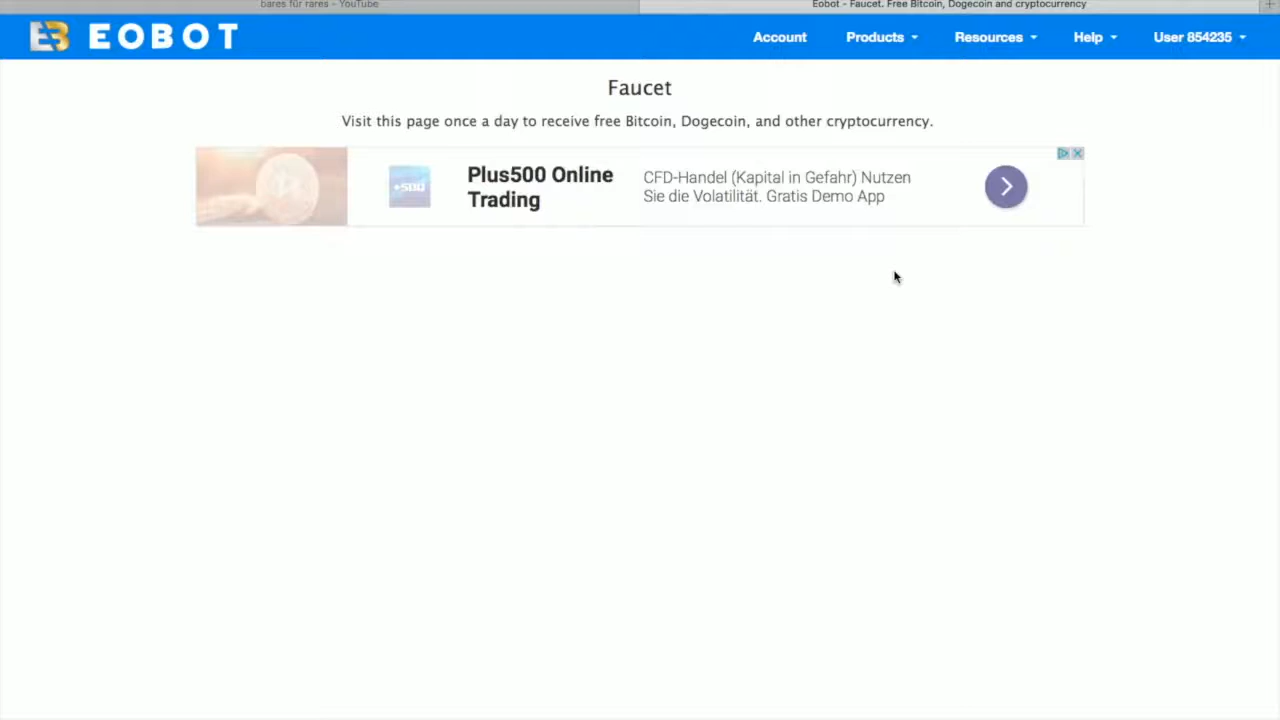 bares für rares - YouTube
Eobot - Faucet. Free Bitcoin, Dogecoin and cryptocurrency
EOBOT
Account Products Resources Help User 854235
Faucet
Visit this page once a day to receive free Bitcoin, Dogecoin, and other cryptocurrency.
+500
Plus500 Online
Trading
CFD-Handel (Kapital in Gefahr) Nutzen
Sie die Volatilität. Gratis Demo App